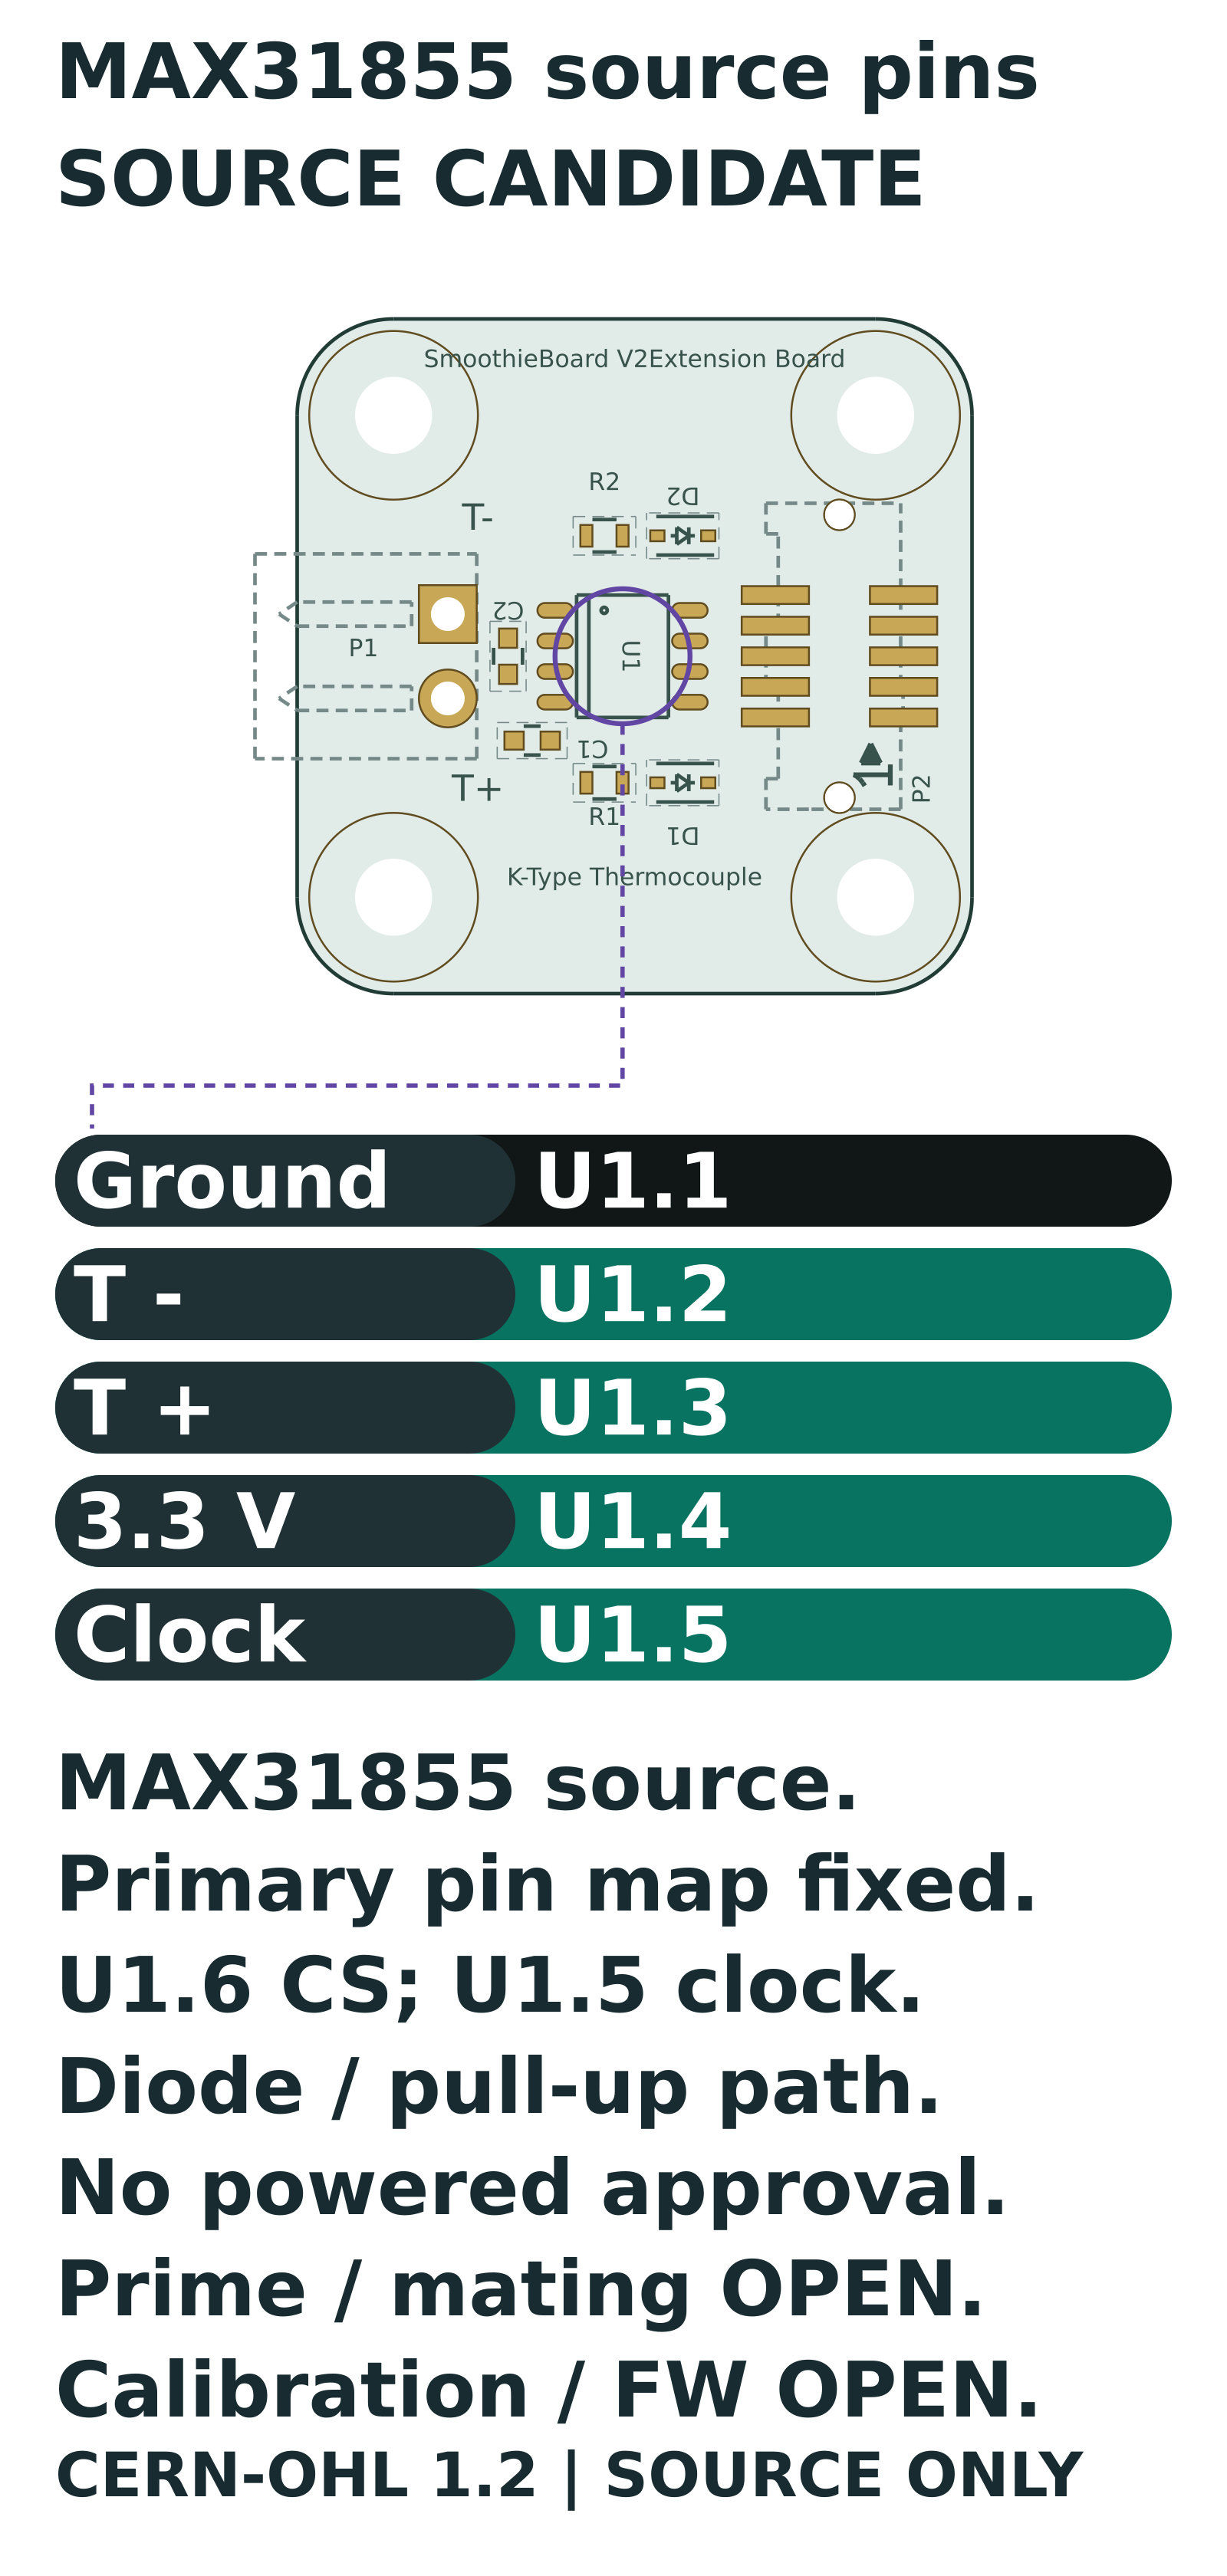 MAX31855 source pins
SOURCE CANDIDATE
SmoothieBoard V2Extension Board
R2
D2
T-
C2
P1
U1
C1
T+
R1
D1
1
P2
K-Type Thermocouple
Ground U1.1
T - U1.2
T + U1.3
3.3 V U1.4
Clock U1.5
MAX31855 source.
Primary pin map fixed.
U1.6 CS; U1.5 clock.
Diode / pull-up path.
No powered approval.
Prime / mating OPEN.
Calibration / FW OPEN.
CERN-OHL 1.2 | SOURCE ONLY